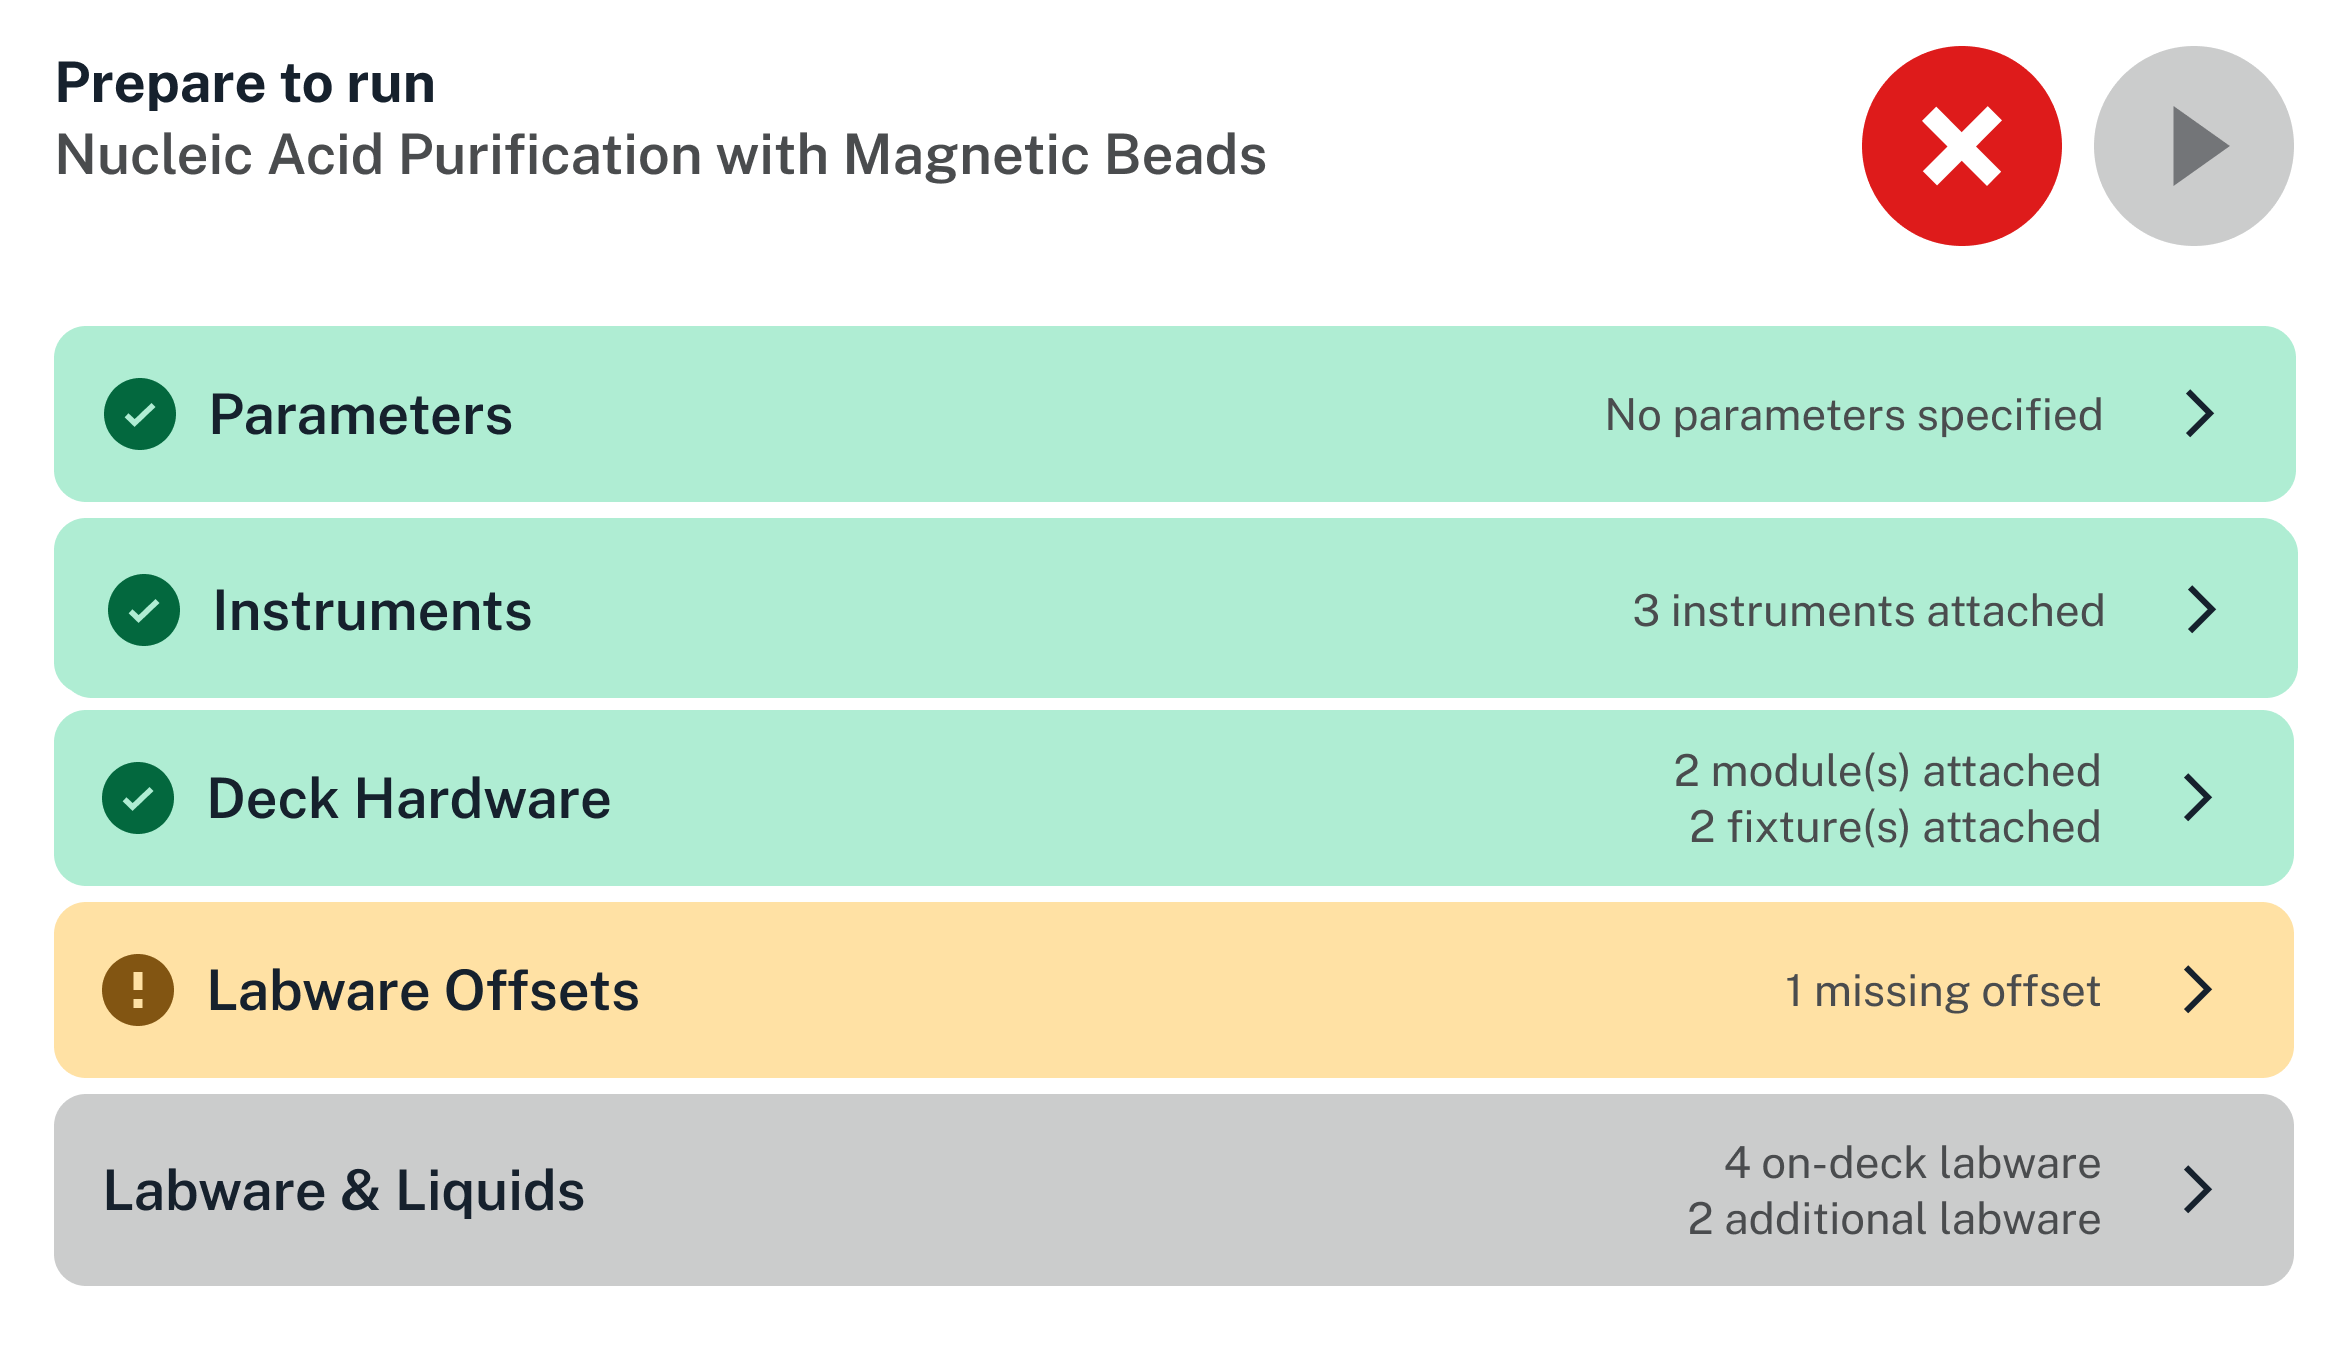 Prepare to run
Nucleic Acid Purification with Magnetic Beads
Parameters
No parameters specified
Instruments
3 instruments attached
Deck Hardware
2 module(s) attached
2 fixture(s) attached
Labware Offsets
1 missing offset
Labware & Liquids
4 on-deck labware
2 additional labware